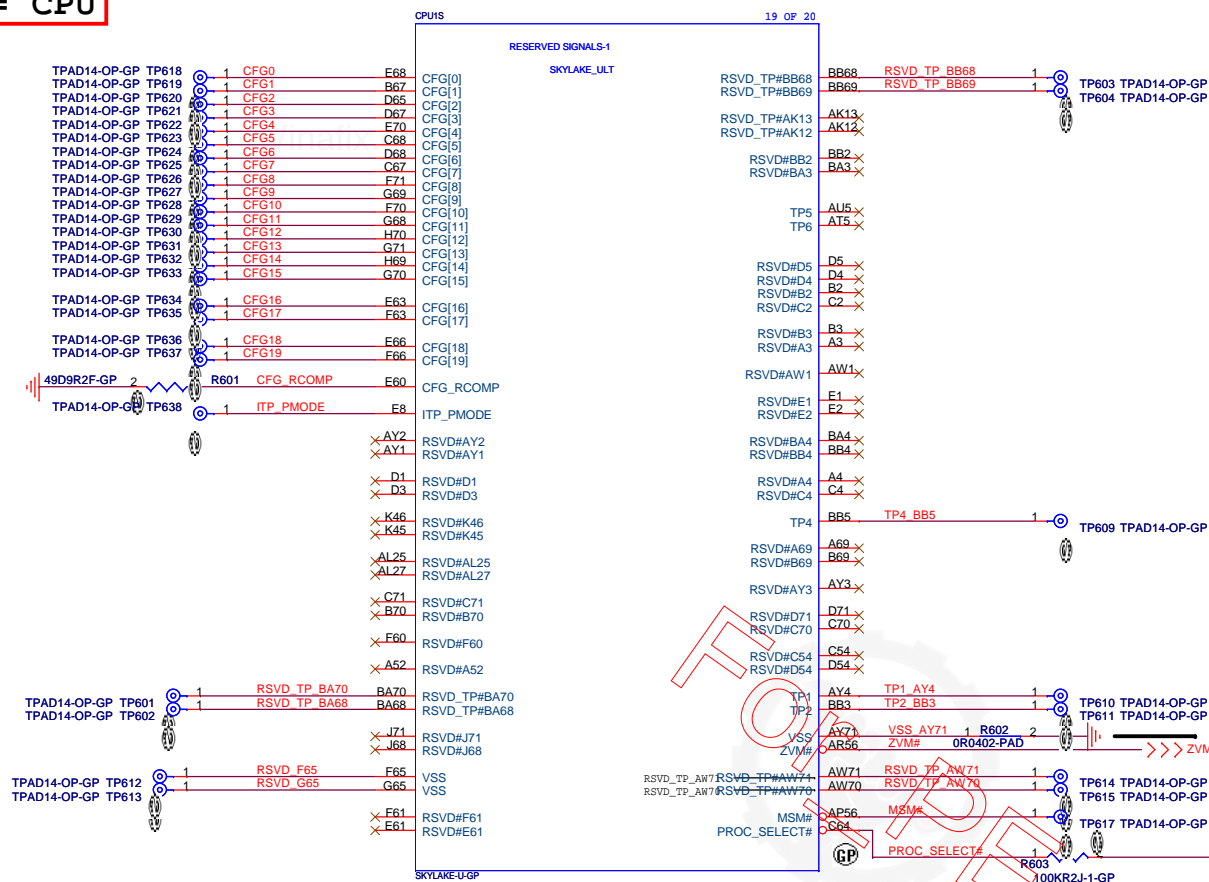 = CPU
CPU1S
19 OF 20
RESERVED SIGNALS-1
SKYLAKE_ULT
TPAD14-OP-GP TP618 1 CFG0 E68 CFG[0]
TPAD14-OP-GP TP619 1 CFG1 B67 CFG[1]
TPAD14-OP-GP TP620 1 CFG2 D65 CFG[2]
TPAD14-OP-GP TP621 1 CFG3 D67 CFG[3]
TPAD14-OP-GP TP622 1 CFG4 E70 CFG[4]
TPAD14-OP-GP TP623 1 CFG5 C68 CFG[5]
TPAD14-OP-GP TP624 1 CFG6 D68 CFG[6]
TPAD14-OP-GP TP625 1 CFG7 C67 CFG[7]
TPAD14-OP-GP TP626 1 CFG8 F71 CFG[8]
TPAD14-OP-GP TP627 1 CFG9 G69 CFG[9]
TPAD14-OP-GP TP628 1 CFG10 F70 CFG[10]
TPAD14-OP-GP TP629 1 CFG11 G68 CFG[11]
TPAD14-OP-GP TP630 1 CFG12 H70 CFG[12]
TPAD14-OP-GP TP631 1 CFG13 G71 CFG[13]
TPAD14-OP-GP TP632 1 CFG14 H69 CFG[14]
TPAD14-OP-GP TP633 1 CFG15 G70 CFG[15]
TPAD14-OP-GP TP634 1 CFG16 E63 CFG[16]
TPAD14-OP-GP TP635 1 CFG17 F63 CFG[17]
TPAD14-OP-GP TP636 1 CFG18 E66 CFG[18]
TPAD14-OP-GP TP637 1 CFG19 F66 CFG[19]
49D9R2F-GP 2 R601 CFG_RCOMP E60 CFG_RCOMP
TPAD14-OP-GP TP638 1 ITP_PMODE E8 ITP_PMODE
AY2 RSVD#AY2
AY1 RSVD#AY1
D1 RSVD#D1
D3 RSVD#D3
K46 RSVD#K46
K45 RSVD#K45
AL25 RSVD#AL25
AL27 RSVD#AL27
C71 RSVD#C71
B70 RSVD#B70
F60 RSVD#F60
A52 RSVD#A52
TPAD14-OP-GP TP601 1 RSVD_TP_BA70 BA70 RSVD_TP#BA70
TPAD14-OP-GP TP602 1 RSVD_TP_BA68 BA68 RSVD_TP#BA68
J71 RSVD#J71
J68 RSVD#J68
TPAD14-OP-GP TP612 1 RSVD_F65 F65 VSS
TPAD14-OP-GP TP613 1 RSVD_G65 G65 VSS
F61 RSVD#F61
E61 RSVD#E61
RSVD_TP#BB68 BB68 RSVD_TP_BB68 1 TP603 TPAD14-OP-GP
RSVD_TP#BB69 BB69 RSVD_TP_BB69 1 TP604 TPAD14-OP-GP
RSVD_TP#AK13 AK13
RSVD_TP#AK12 AK12
RSVD#BB2 BB2
RSVD#BA3 BA3
TP5 AU5
TP6 AT5
RSVD#D5 D5
RSVD#D4 D4
RSVD#B2 B2
RSVD#C2 C2
RSVD#B3 B3
RSVD#A3 A3
RSVD#AW1 AW1
RSVD#E1 E1
RSVD#E2 E2
RSVD#BA4 BA4
RSVD#BB4 BB4
RSVD#A4 A4
RSVD#C4 C4
TP4 BB5 TP4_BB5 1 TP609 TPAD14-OP-GP
RSVD#A69 A69
RSVD#B69 B69
RSVD#AY3 AY3
RSVD#D71 D71
RSVD#C70 C70
RSVD#C54 C54
RSVD#D54 D54
TP1 AY4 TP1_AY4 1 TP610 TPAD14-OP-GP
TP2 BB3 TP2_BB3 1 TP611 TPAD14-OP-GP
VSS AY71 VSS_AY71 1 R602 2
0R0402-PAD
ZVM# AR56 ZVM# ZVM
RSVD_TP_AW71 RSVD_TP#AW71 AW71 RSVD_TP_AW71 1 TP614 TPAD14-OP-GP
RSVD_TP_AW70 RSVD_TP#AW70 AW70 RSVD_TP_AW70 1 TP615 TPAD14-OP-GP
MSM# AP56 MSM# 1 TP617 TPAD14-OP-GP
PROC_SELECT# C64 PROC_SELECT# 1 R603
100KR2J-1-GP
GP
SKYLAKE-U-GP